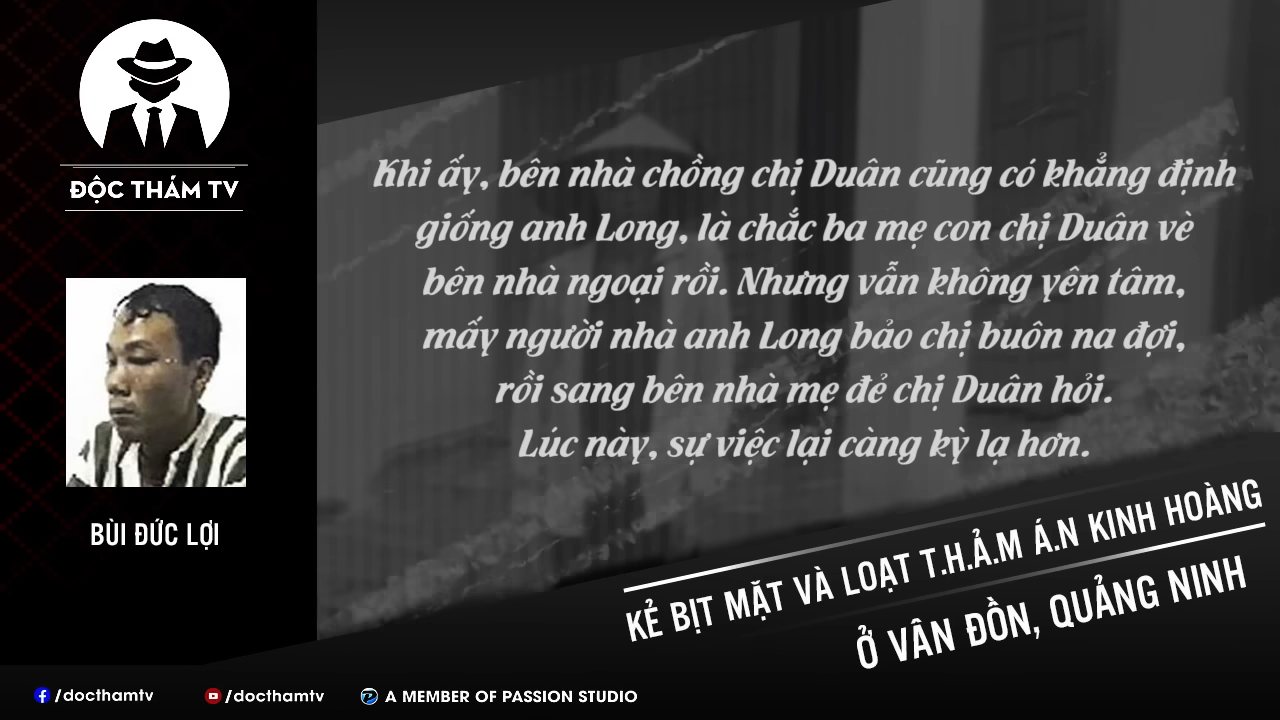 ĐỘC THÁM TV
BÙI ĐỨC LỢI
Khi ấy, bên nhà chồng chị Duân cũng có khẳng định
giống anh Long, là chắc ba mẹ con chị Duân vè
bên nhà ngoại rồi. Nhưng vẫn không yên tâm,
mấy người nhà anh Long bảo chị buôn na đợi,
rồi sang bên nhà mẹ đẻ chị Duân hỏi.
Lúc này, sự việc lại càng kỳ lạ hơn.
KẺ BỊT MẶT VÀ LOẠT T.H.Ả.M Á.N KINH HOÀNG
Ở VÂN ĐỒN, QUẢNG NINH
/docthamtv
/docthamtv
A MEMBER OF PASSION STUDIO